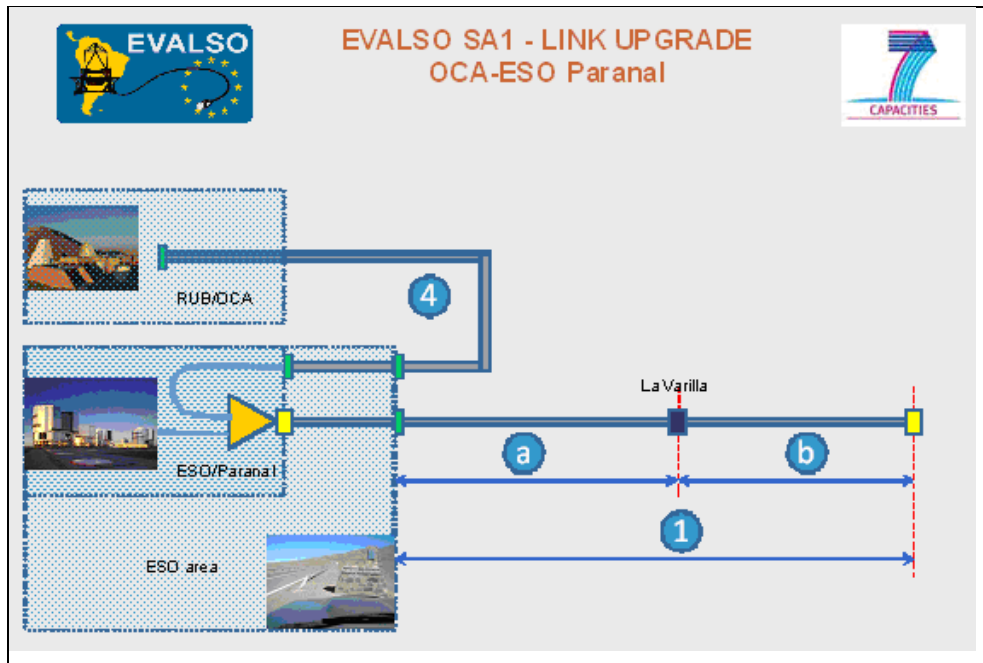 EVALSO
EVALSO SA1 - LINK UPGRADE
OCA-ESO Paranal
7
CAPACITIES
RUB/OCA
4
La Varilla
ESO/Paranal
a
b
1
ESO area